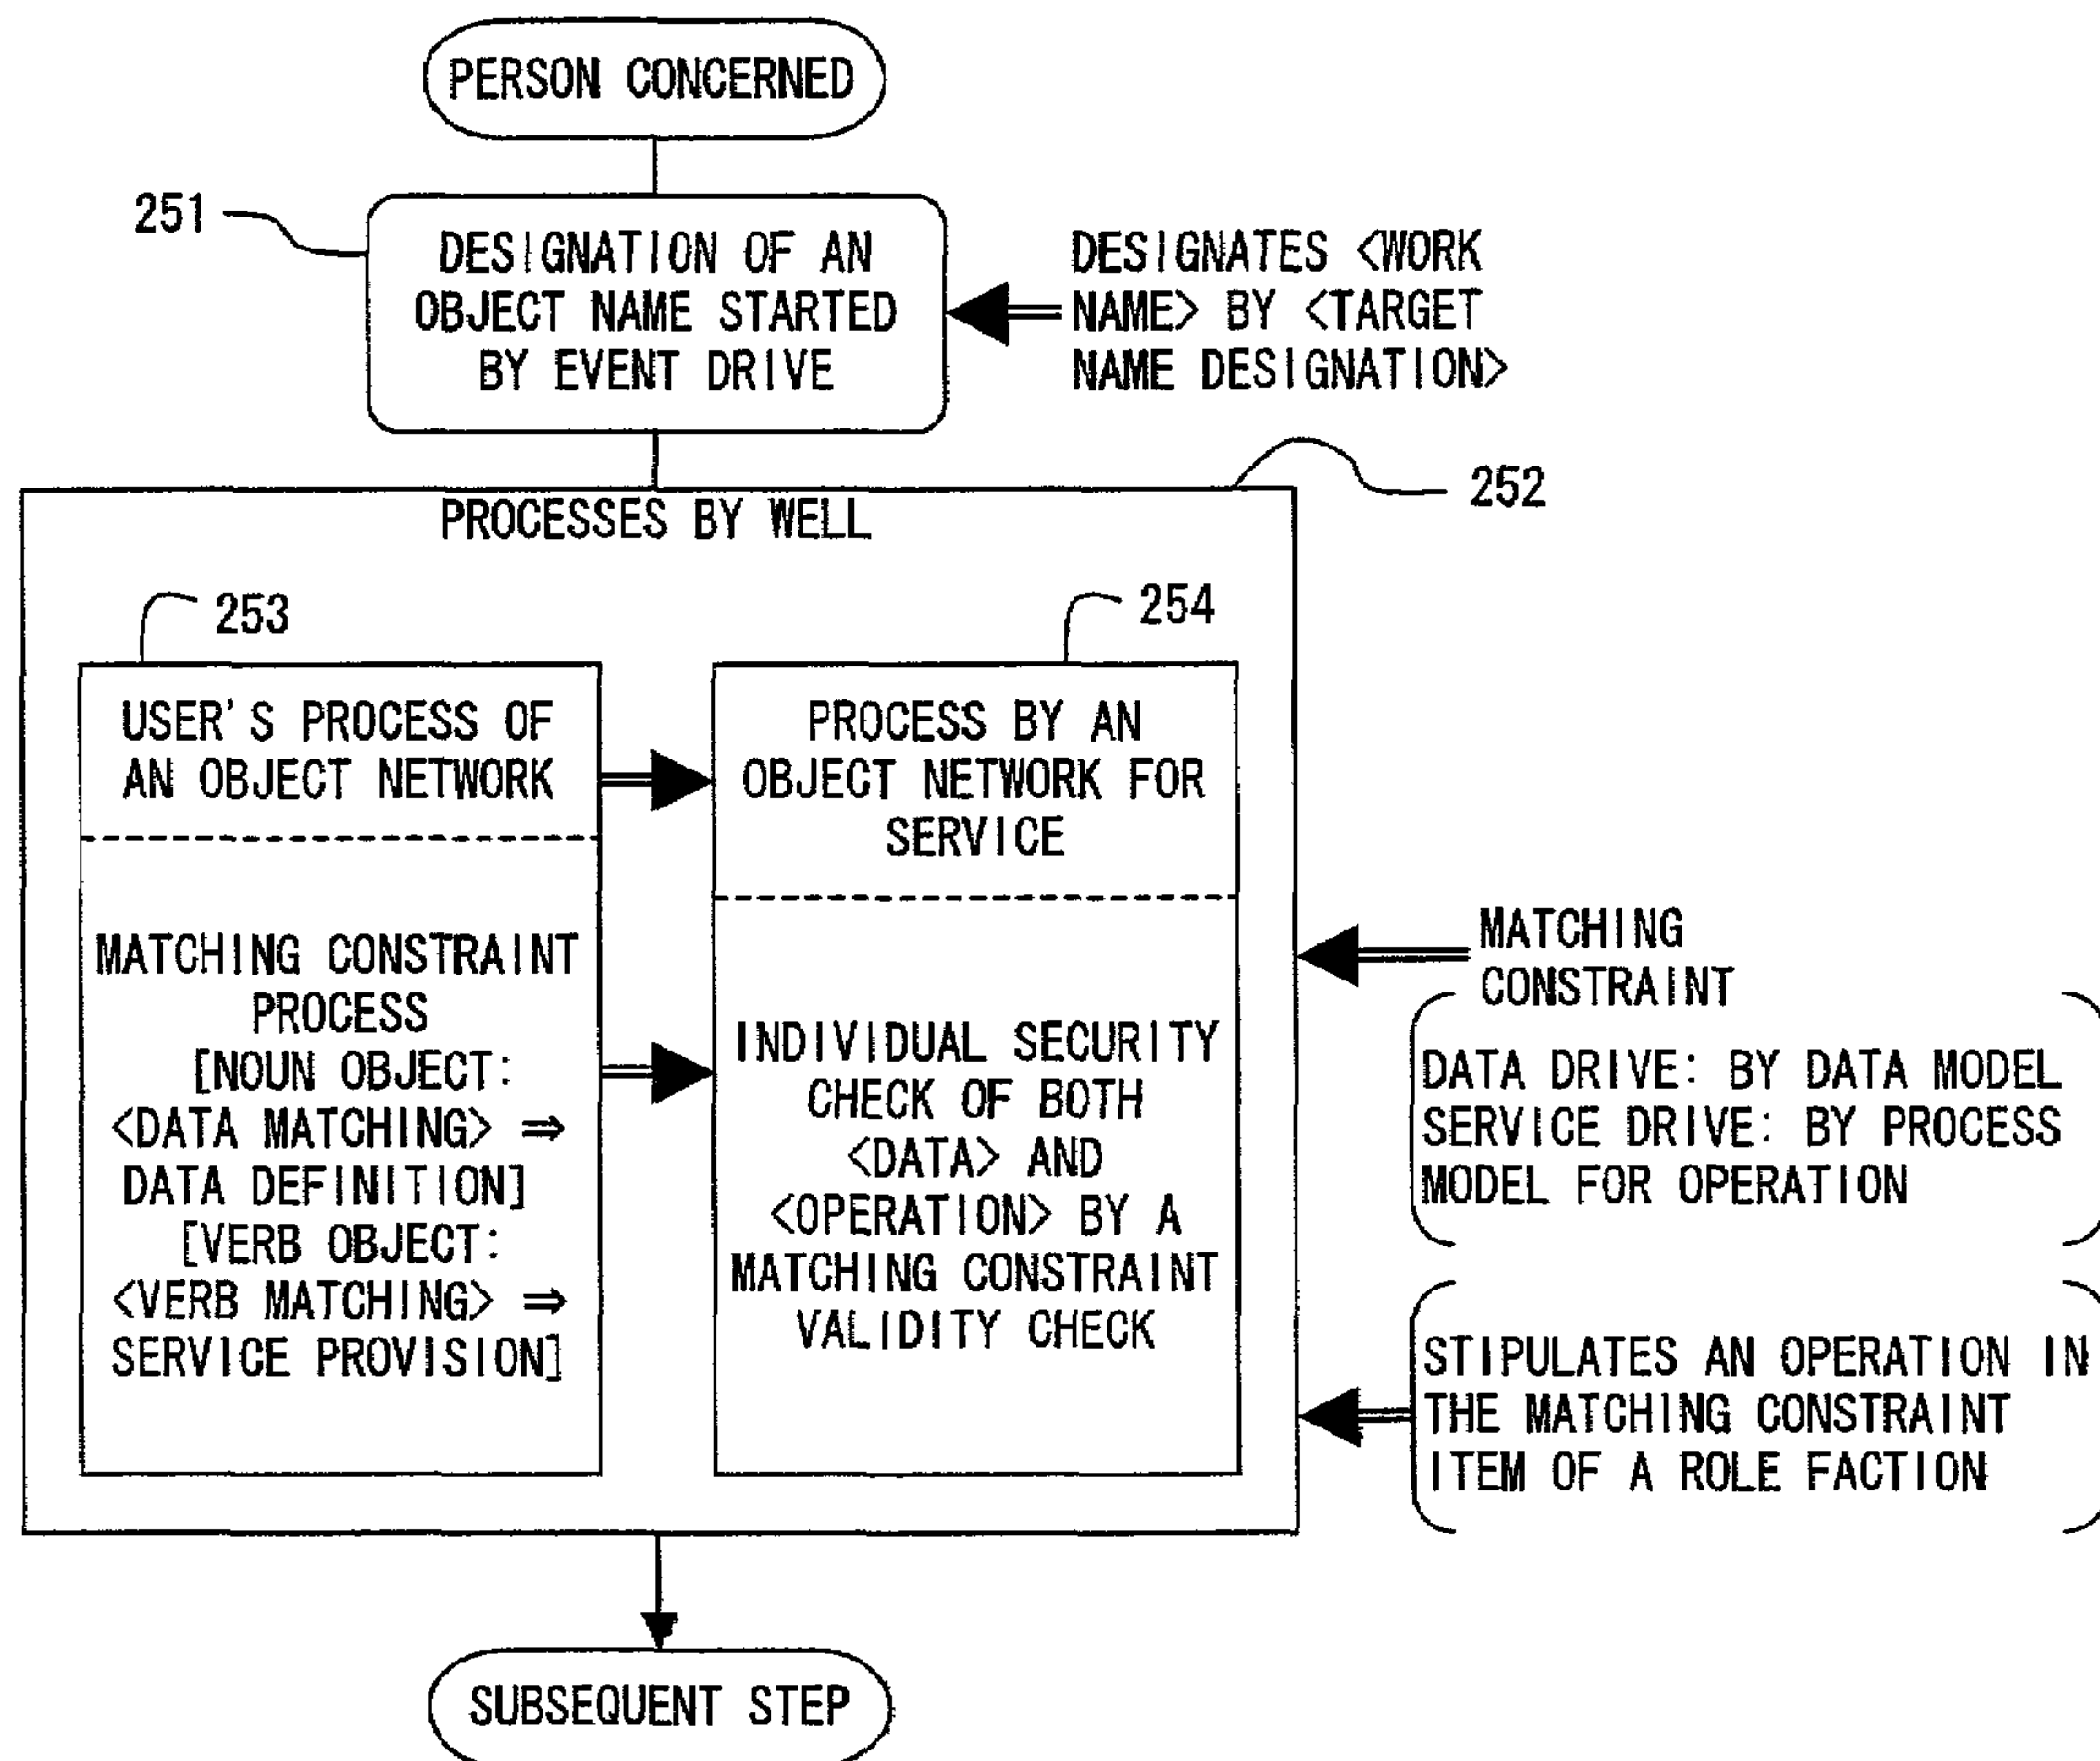 PERSON CONCERNED
251
DESIGNATION OF AN
OBJECT NAME STARTED
BY EVENT DRIVE
DESIGNATES <WORK
NAME> BY <TARGET
NAME DESIGNATION>
252
PROCESSES BY WELL
253
254
USER'S PROCESS OF
AN OBJECT NETWORK
PROCESS BY AN
OBJECT NETWORK FOR
SERVICE
MATCHING CONSTRAINT
PROCESS
[NOUN OBJECT:
<DATA MATCHING> ⇒
DATA DEFINITION]
[VERB OBJECT:
<VERB MATCHING> ⇒
SERVICE PROVISION]
INDIVIDUAL SECURITY
CHECK OF BOTH
<DATA> AND
<OPERATION> BY A
MATCHING CONSTRAINT
VALIDITY CHECK
MATCHING
CONSTRAINT
DATA DRIVE: BY DATA MODEL
SERVICE DRIVE: BY PROCESS
MODEL FOR OPERATION
STIPULATES AN OPERATION IN
THE MATCHING CONSTRAINT
ITEM OF A ROLE FACTION
SUBSEQUENT STEP